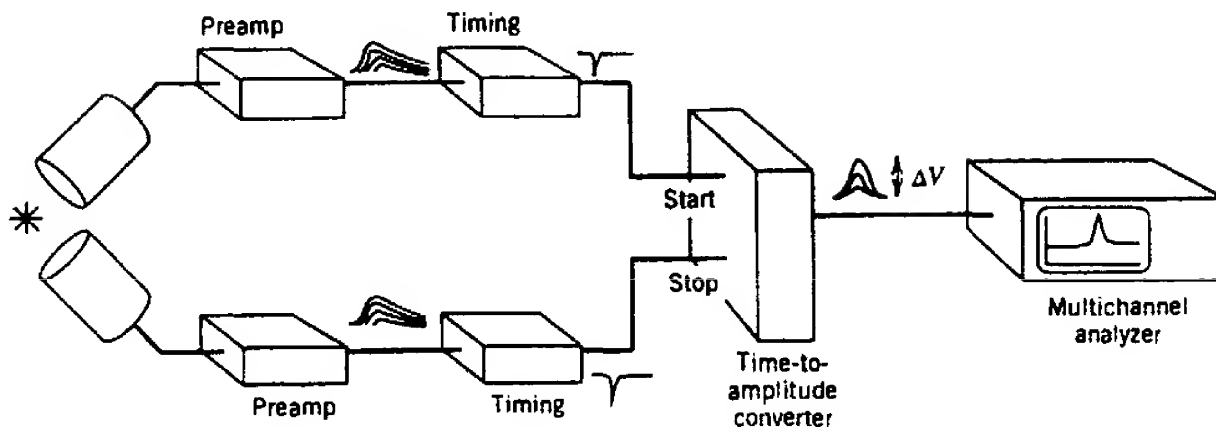 Preamp
Timing
Start
Stop
ΔV
Preamp
Timing
Time-to-
amplitude
converter
Multichannel
analyzer